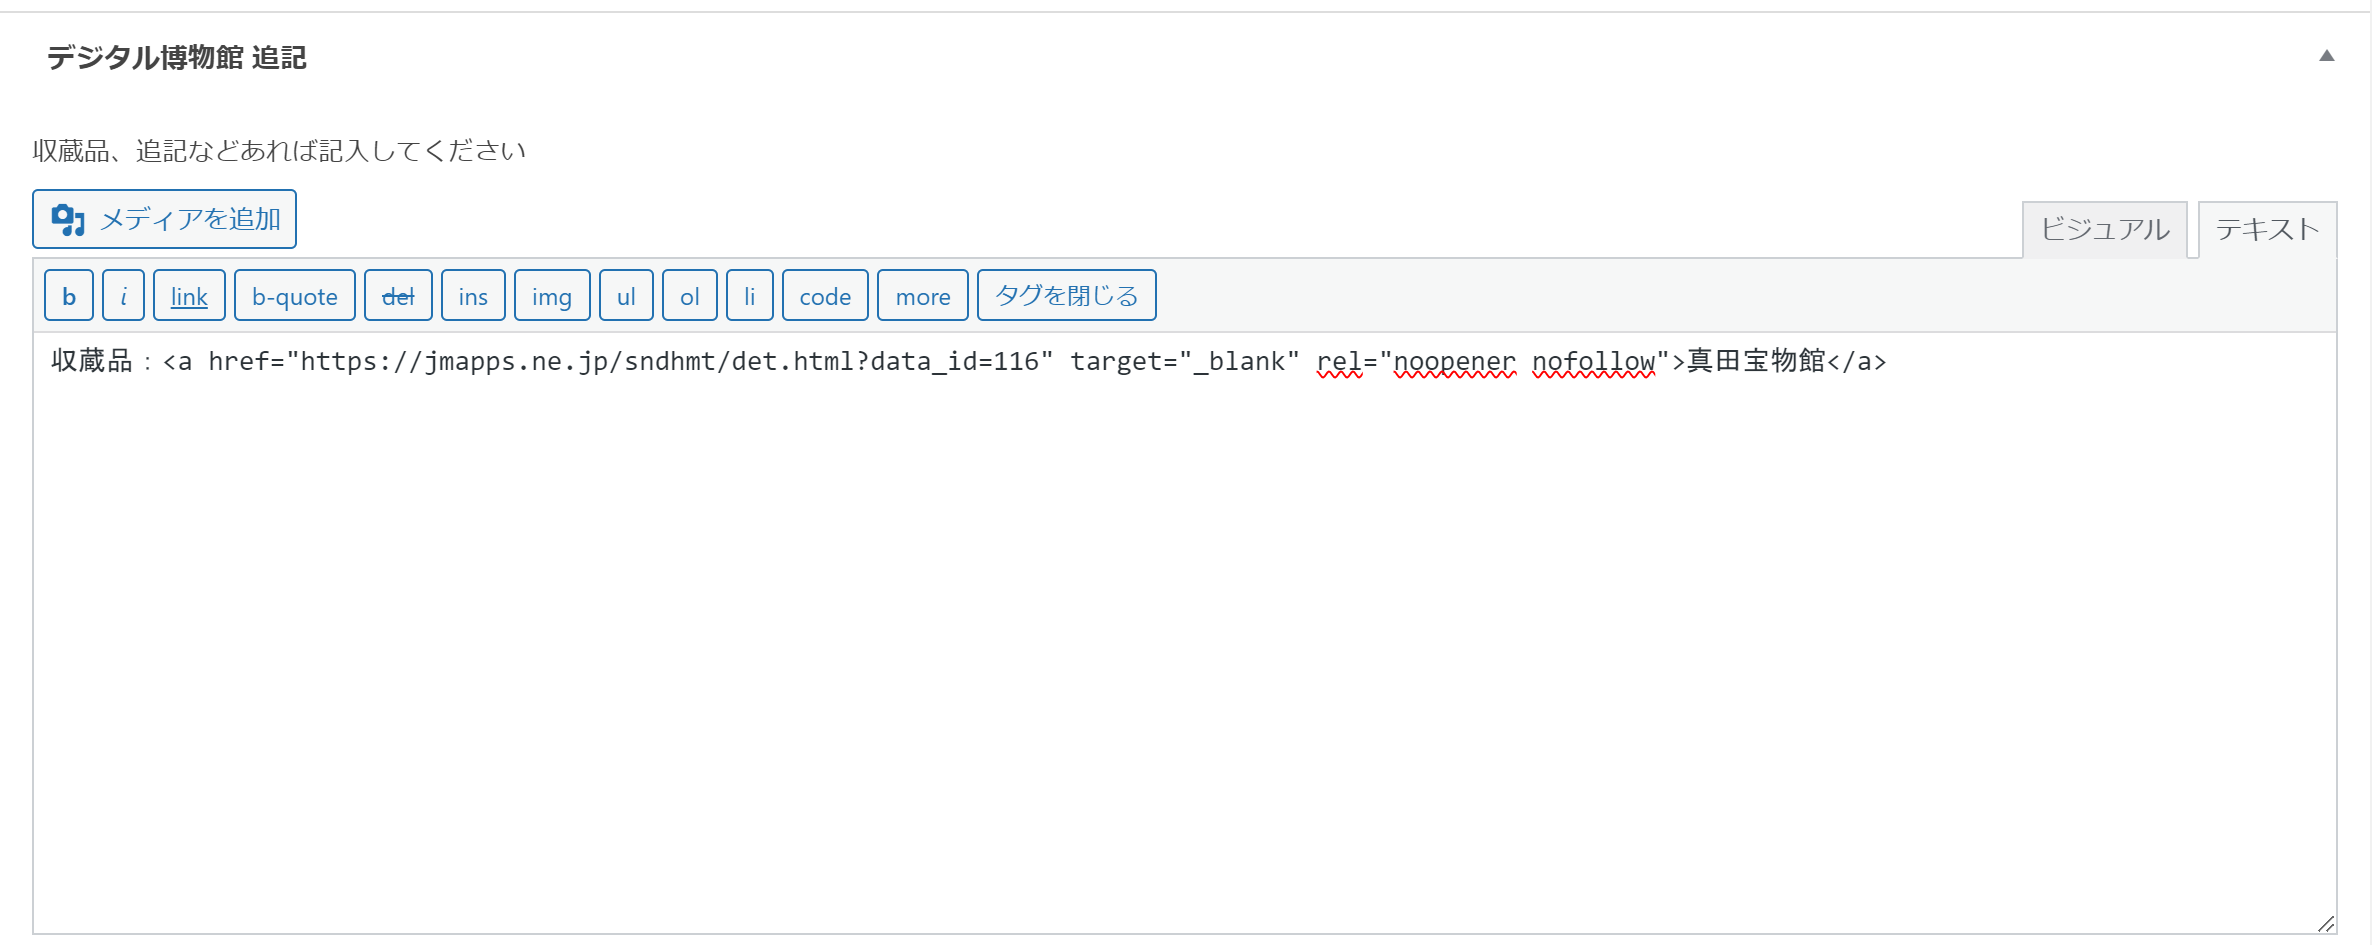 デジタル博物館 追記
収蔵品、追記などあれば記入してください
メディアを追加
ビジュアル テキスト
b i link b-quote del ins img ul ol li code more タグを閉じる
収蔵品：<a href="https://jmapps.ne.jp/sndhmt/det.html?data_id=116" target="_blank" rel="noopener nofollow">真田宝物館</a>